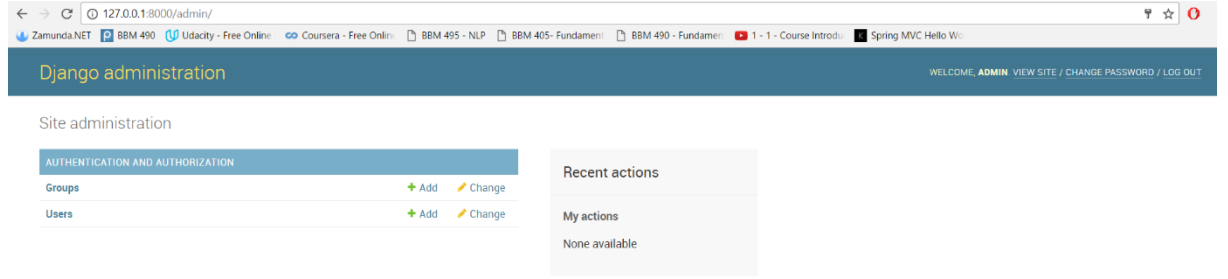 127.0.0.1:8000/admin/
Zamunda.NET BBM 490 Udacity - Free Online Coursera - Free Onlin BBM 495 - NLP BBM 405- Fundament BBM 490 - Fundamen 1 - 1 - Course Introdu Spring MVC Hello Wo
Django administration
WELCOME, ADMIN. VIEW SITE / CHANGE PASSWORD / LOG OUT
Site administration
AUTHENTICATION AND AUTHORIZATION
Groups + Add Change
Users + Add Change
Recent actions
My actions
None available